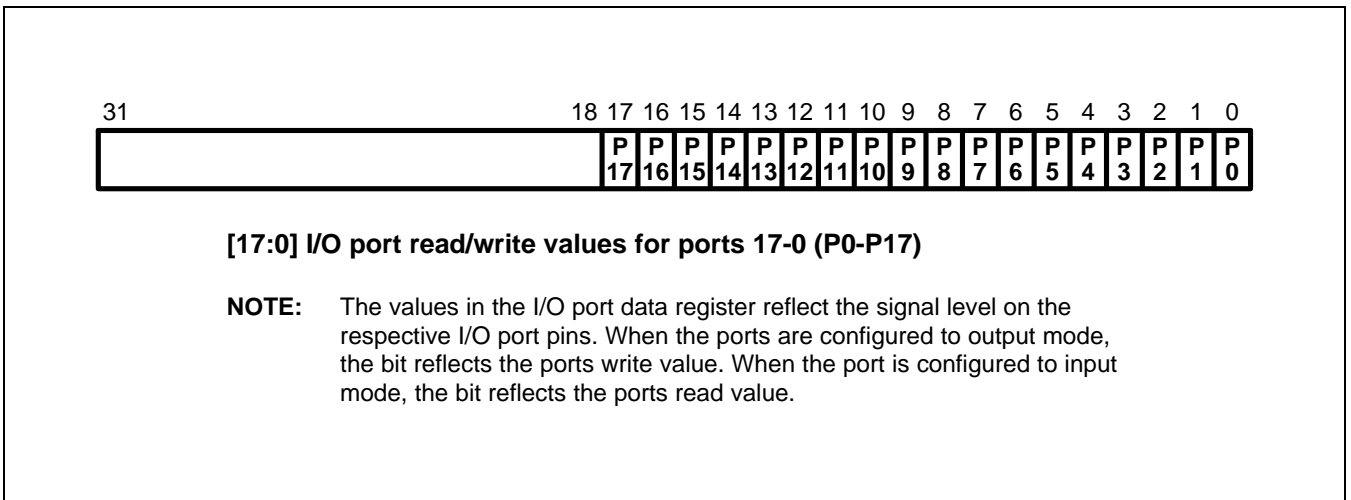 31 18 17 16 15 14 13 12 11 10 9 8 7 6 5 4 3 2 1 0
P P P P P P P P P P P P P P P P P P
17 16 15 14 13 12 11 10 9 8 7 6 5 4 3 2 1 0
[17:0] I/O port read/write values for ports 17-0 (P0-P17)
NOTE: The values in the I/O port data register reflect the signal level on the
respective I/O port pins. When the ports are configured to output mode,
the bit reflects the ports write value. When the port is configured to input
mode, the bit reflects the ports read value.